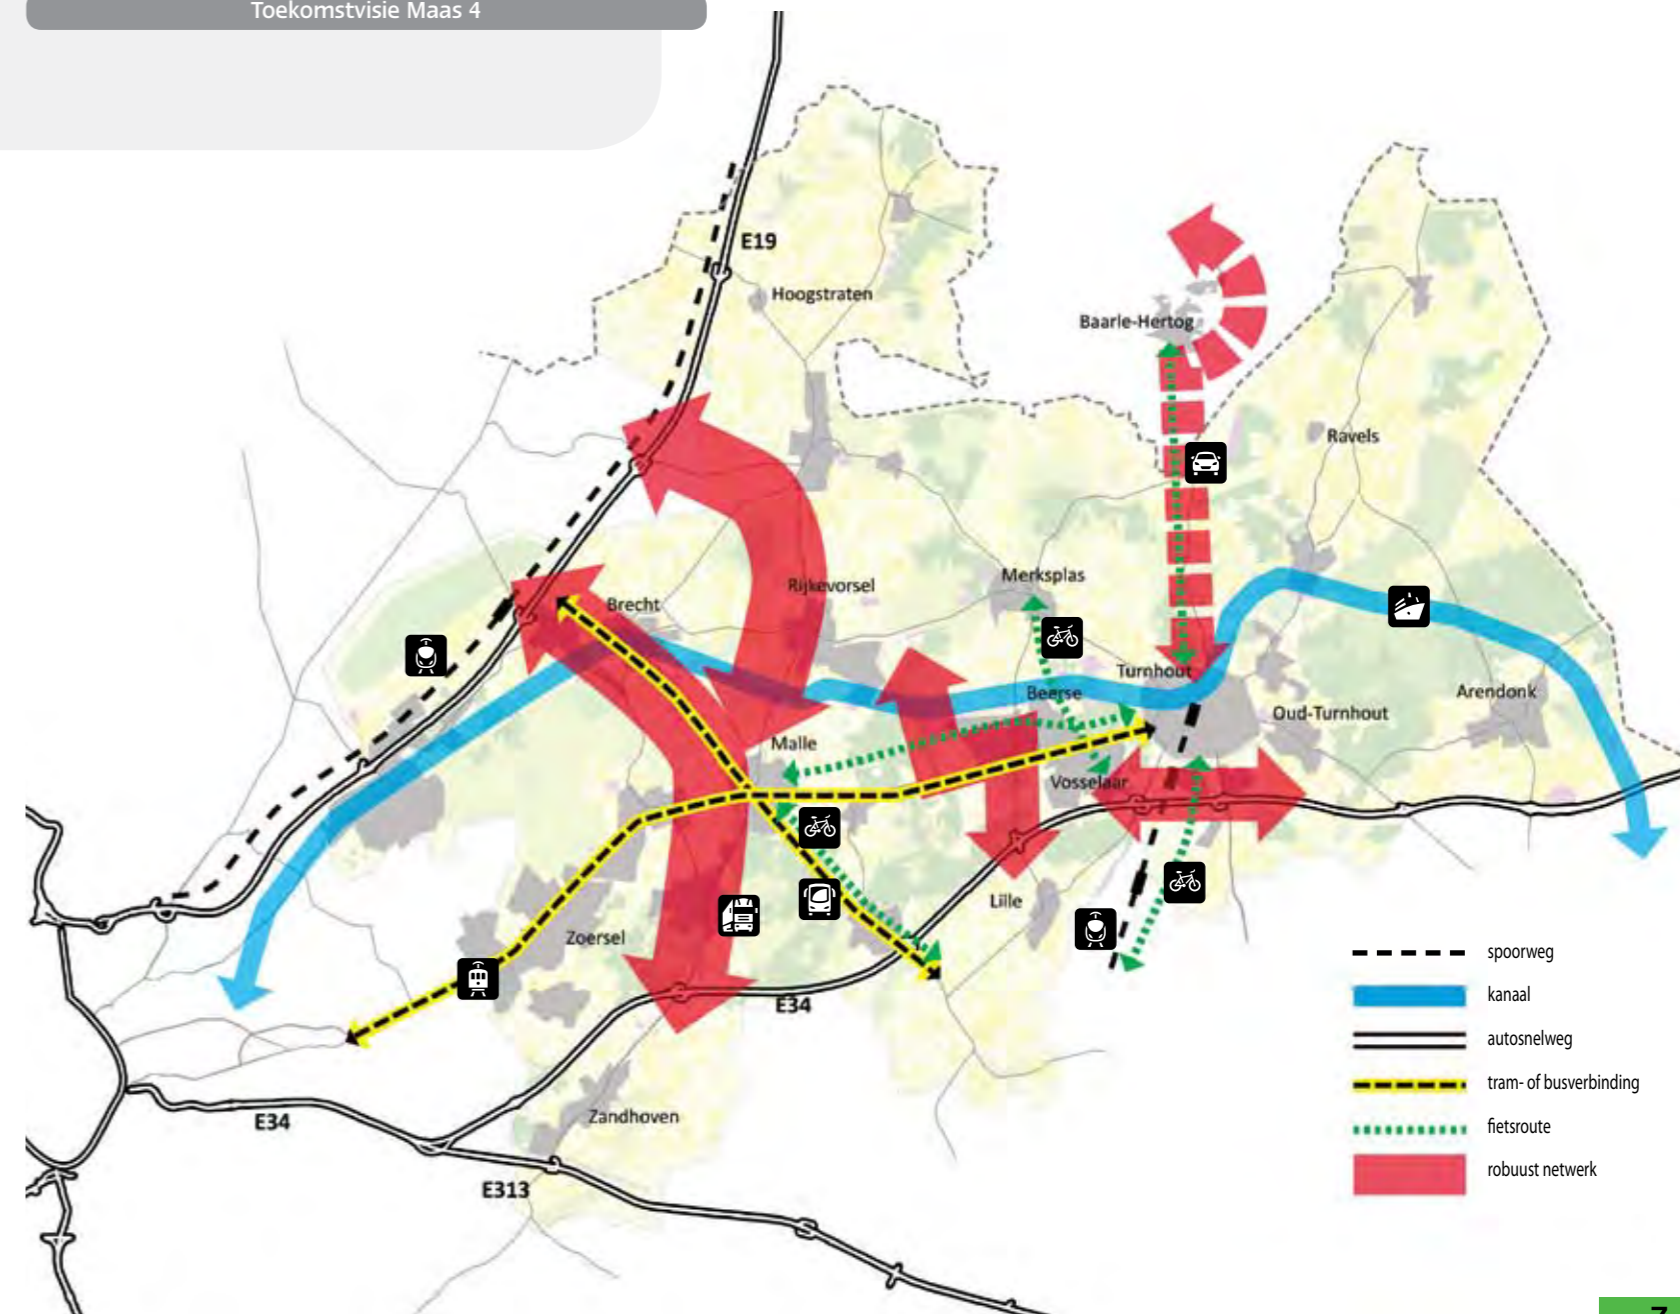 Toekomstvisie Maas 4
E19
Hoogstraten
Baarle-Hertog
Ravels
Merksplas
Rijkevorsel
Brecht
Turnhout
Beerse
Arendonk
Oud-Turnhout
Malle
Vosselaar
Lille
Zoersel
E34
Zandhoven
E34
E313
spoorweg
kanaal
autosnelweg
tram- of busverbinding
fietsroute
robuust netwerk